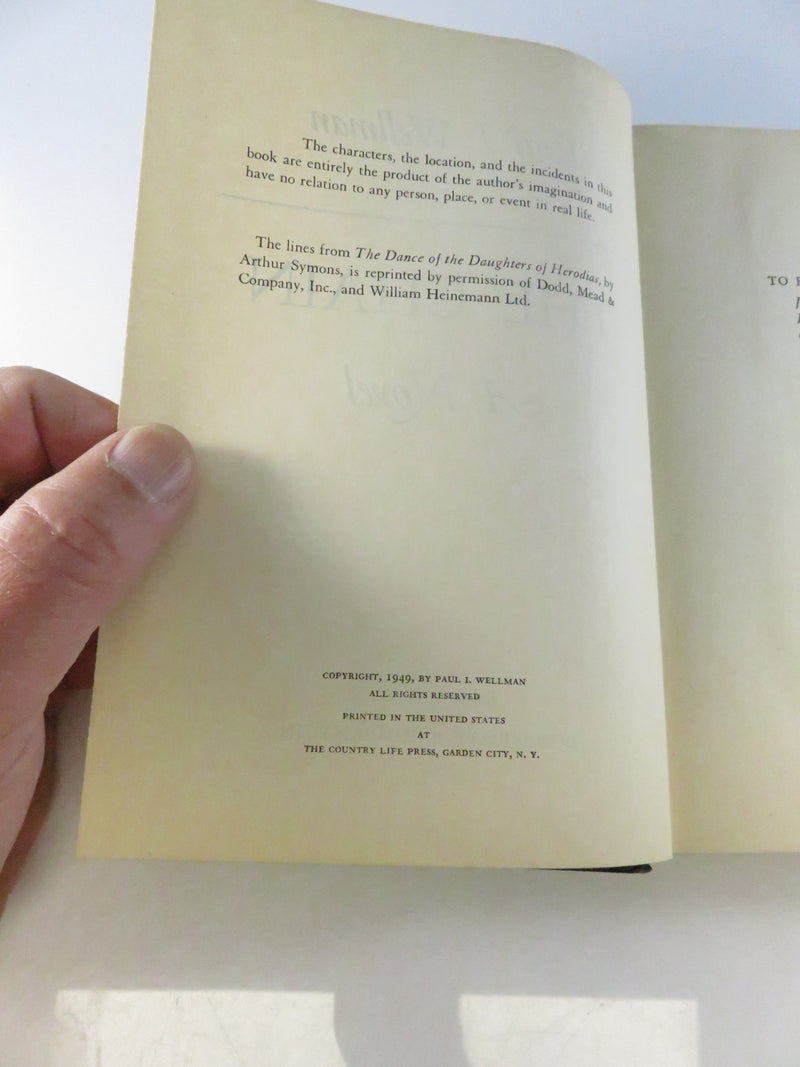 The characters, the location, and the incidents in this
book are entirely the product of the author's imagination and
have no relation to any person, place, or event in real life.
The lines from The Dance of the Daughters of Herodias, by
Arthur Symons, is reprinted by permission of Dodd, Mead &
Company, Inc., and William Heinemann Ltd.
COPYRIGHT, 1949, BY PAUL I. WELLMAN
ALL RIGHTS RESERVED
PRINTED IN THE UNITED STATES
AT
THE COUNTRY LIFE PRESS, GARDEN CITY, N. Y.
TO